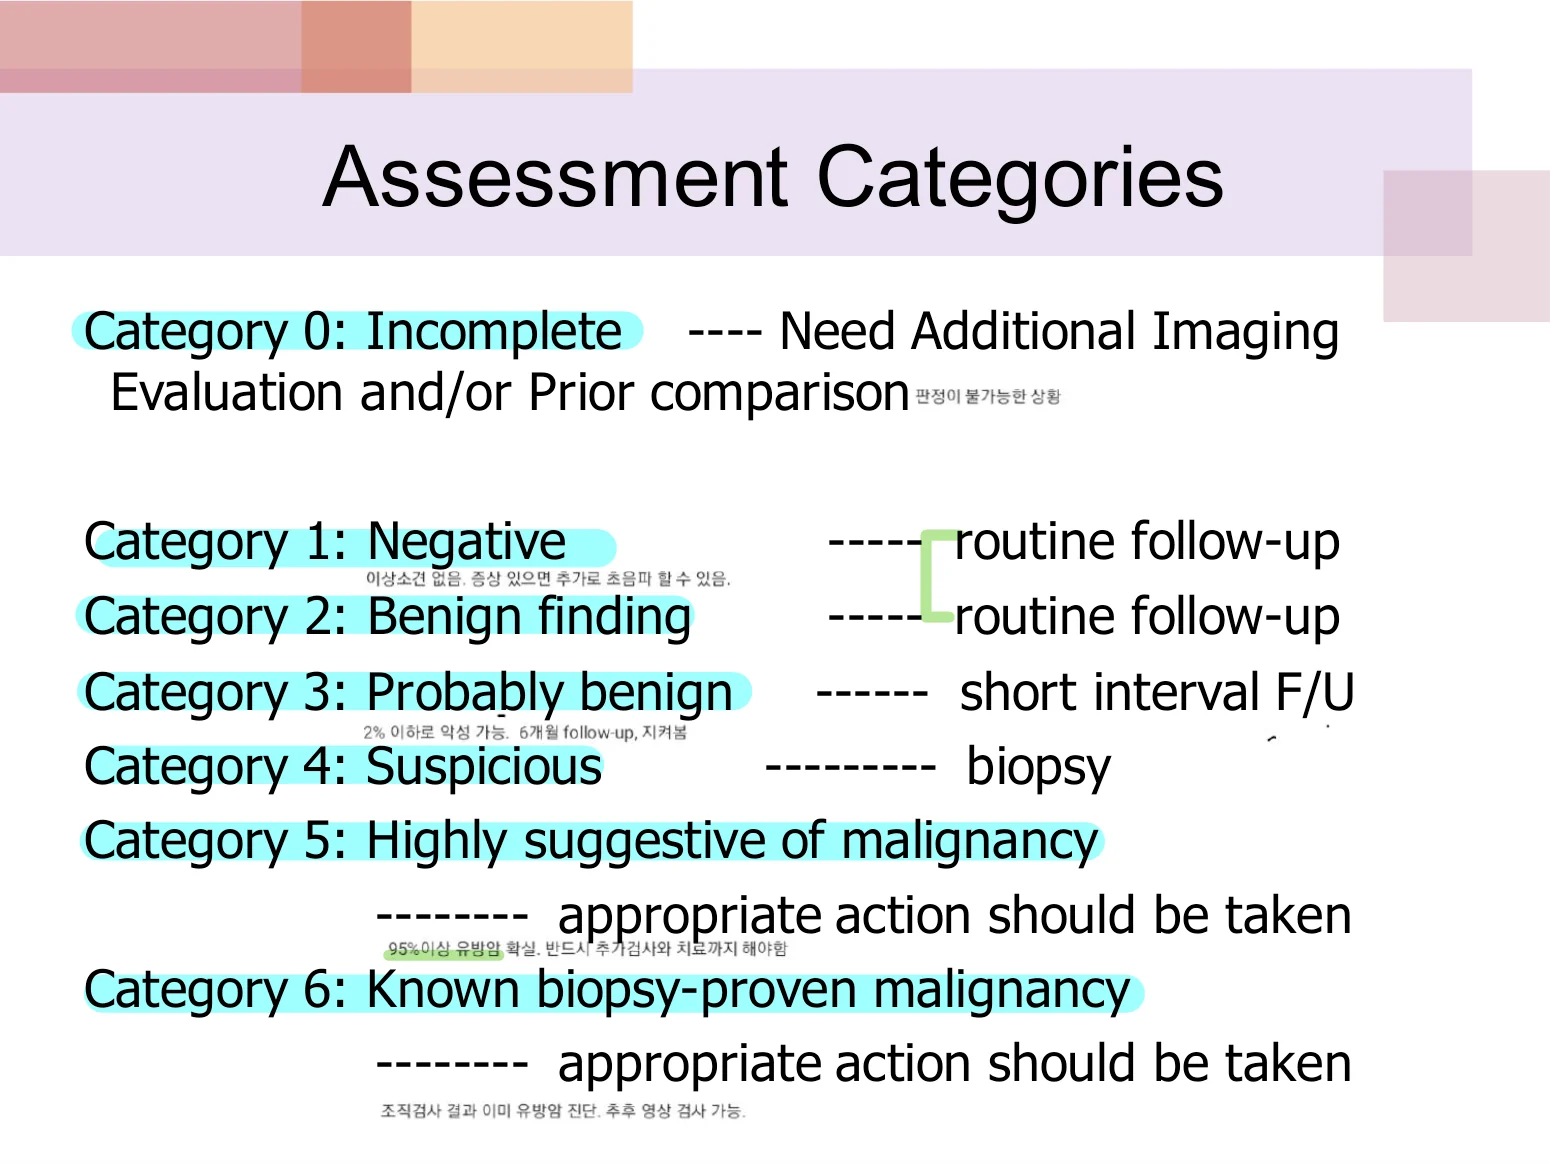 Assessment Categories
Category 0: Incomplete ---- Need Additional Imaging
Evaluation and/or Prior comparison 판정이 불가능한 상황
Category 1: Negative ----- routine follow-up
이상소견 없음. 증상 있으면 추가로 초음파 할 수 있음.
Category 2: Benign finding ----- routine follow-up
Category 3: Probably benign ------ short interval F/U
2% 이하로 악성 가능. 6개월 follow-up, 지켜봄
Category 4: Suspicious --------- biopsy
Category 5: Highly suggestive of malignancy
-------- appropriate action should be taken
95%이상 유방암 확실. 반드시 추가검사와 치료까지 해야함
Category 6: Known biopsy-proven malignancy
-------- appropriate action should be taken
조직검사 결과 이미 유방암 진단. 추후 영상 검사 가능.